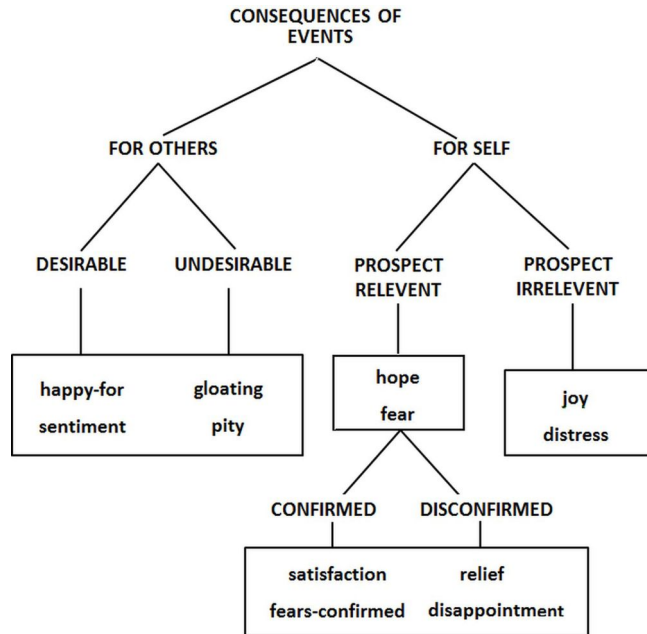 CONSEQUENCES OF
EVENTS
FOR OTHERS
FOR SELF
DESIRABLE
UNDESIRABLE
PROSPECT
RELEVENT
PROSPECT
IRRELEVENT
happy-for
sentiment
gloating
pity
hope
fear
joy
distress
CONFIRMED
DISCONFIRMED
satisfaction
fears-confirmed
relief
disappointment